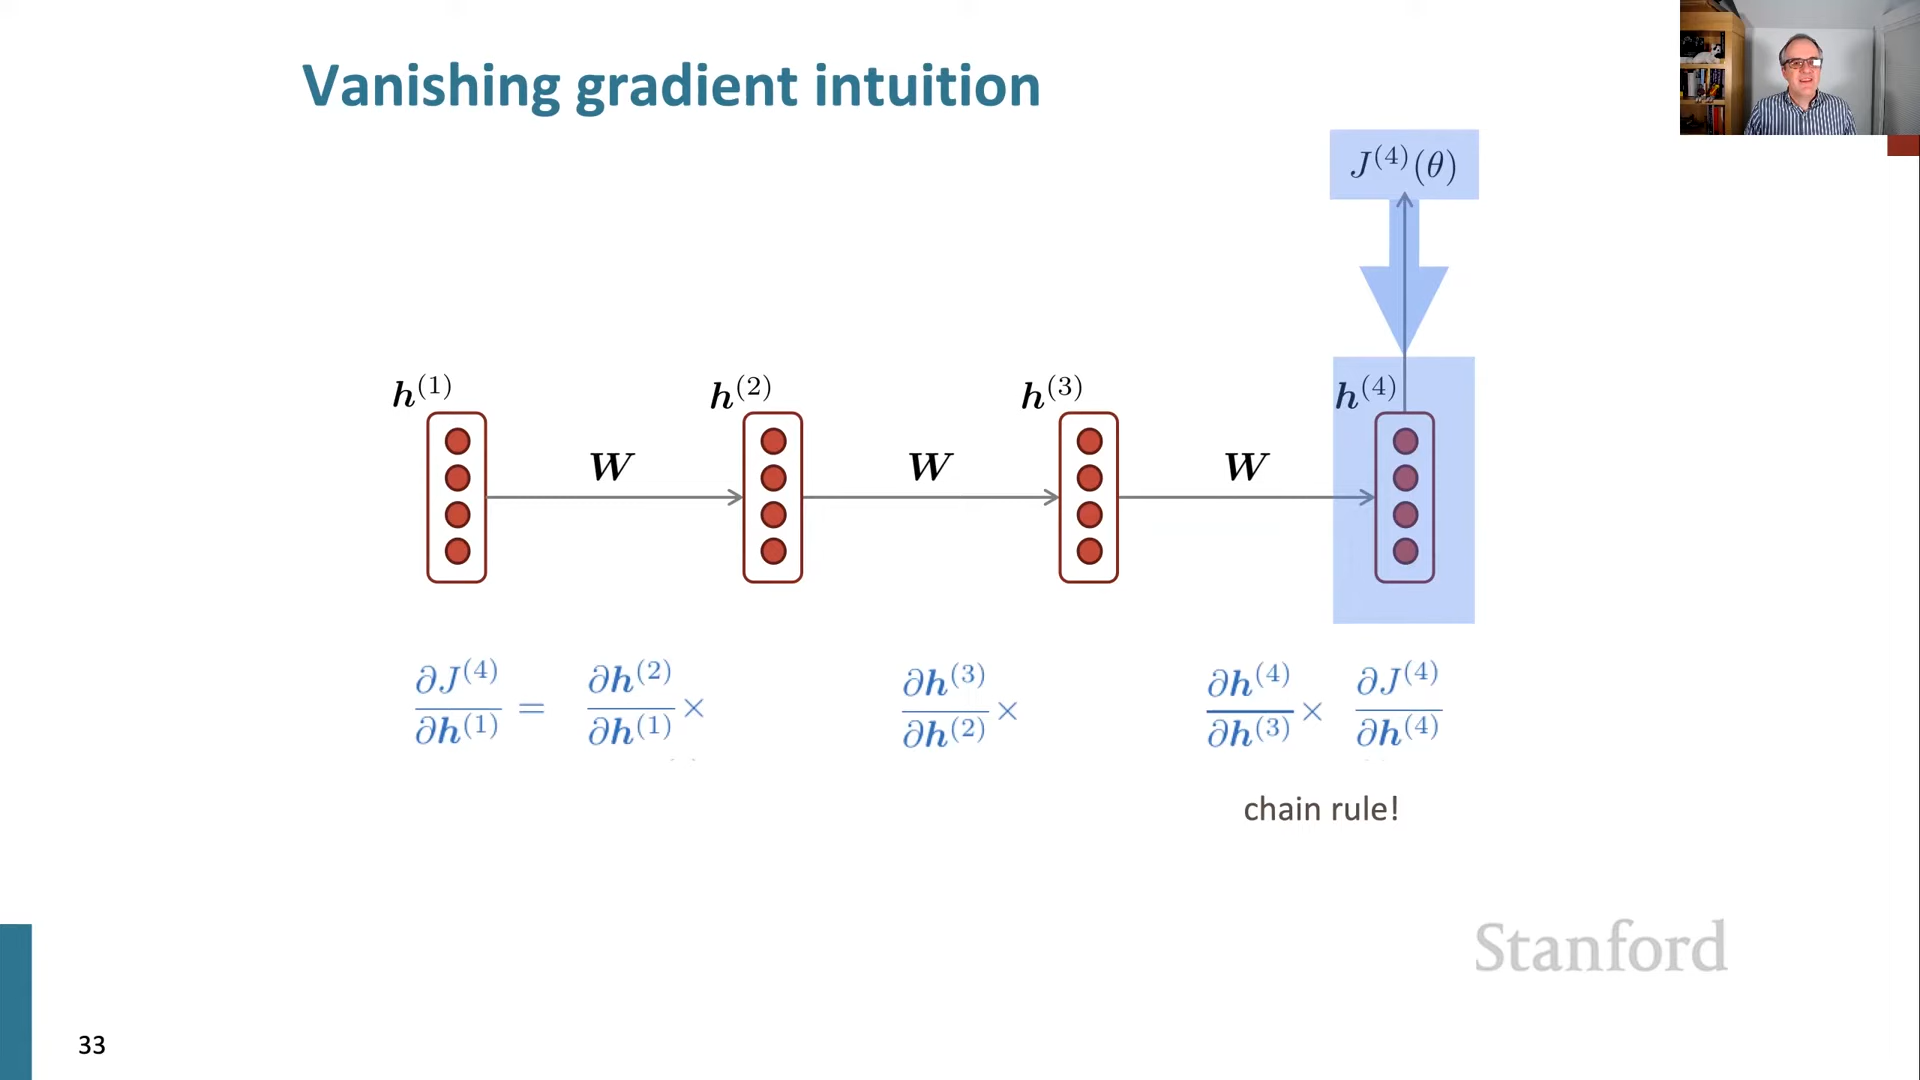 Vanishing gradient intuition
J^{(4)}(θ)
h^{(1)} h^{(2)} h^{(3)} h^{(4)}
W W W
∂J^{(4)}/∂h^{(1)} = ∂h^{(2)}/∂h^{(1)} × ∂h^{(3)}/∂h^{(2)} × ∂h^{(4)}/∂h^{(3)} × ∂J^{(4)}/∂h^{(4)}
chain rule!
Stanford
33